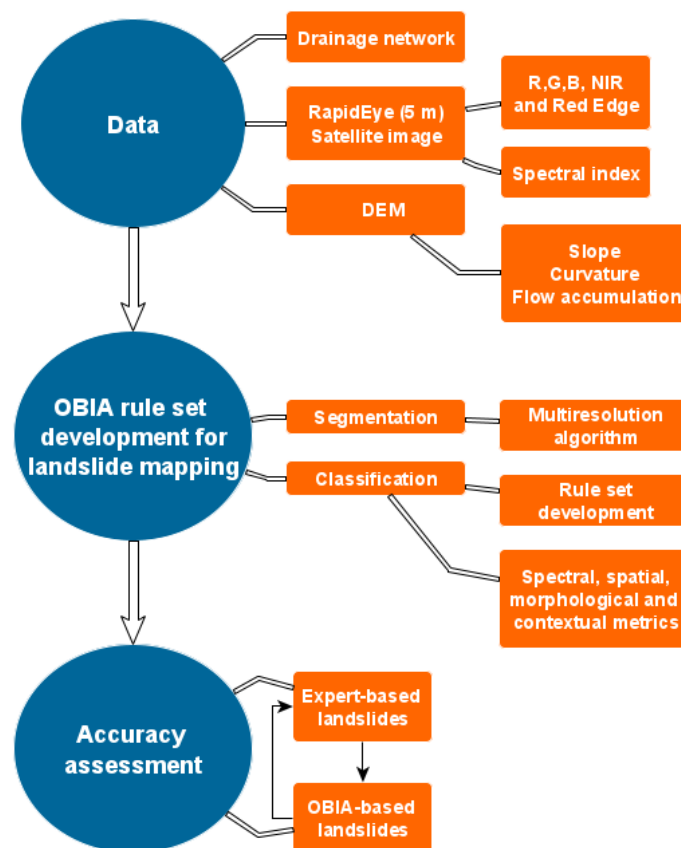 Data
Drainage network
RapidEye (5 m)
Satellite image
R,G,B, NIR
and Red Edge
Spectral index
DEM
Slope
Curvature
Flow accumulation
OBIA rule set
development for
landslide mapping
Segmentation
Multiresolution
algorithm
Classification
Rule set
development
Spectral, spatial,
morphological and
contextual metrics
Accuracy
assessment
Expert-based
landslides
OBIA-based
landslides